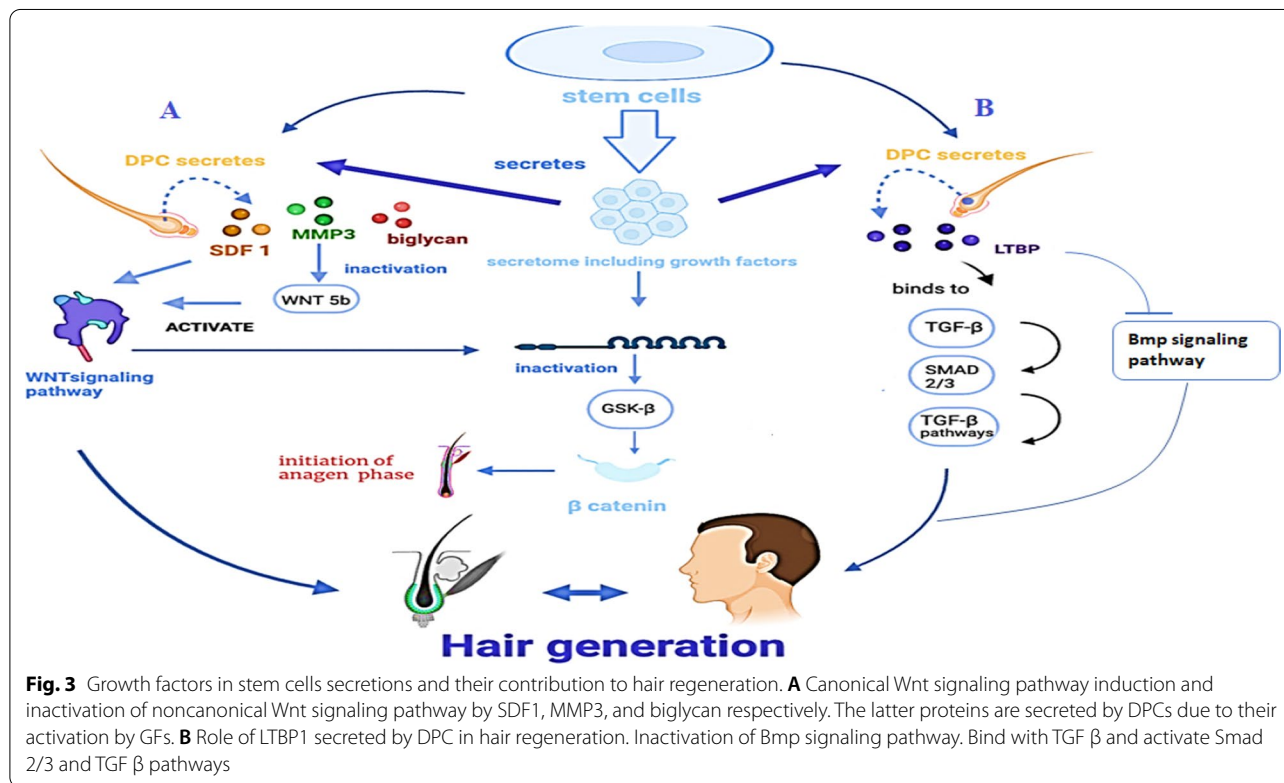 stem cells
A
B
DPC secretes
secretes
DPC secretes
SDF 1
MMP3
biglycan
LTBP
inactivation
secretome including growth factors
WNT 5b
binds to
ACTIVATE
TGF-β
Bmp signaling
pathway
WNTsignaling
pathway
inactivation
SMAD
2/3
GSK-β
TGF-β
pathways
initiation of
anagen phase
β catenin
Hair generation
Fig. 3 Growth factors in stem cells secretions and their contribution to hair regeneration. A Canonical Wnt signaling pathway induction and
inactivation of noncanonical Wnt signaling pathway by SDF1, MMP3, and biglycan respectively. The latter proteins are secreted by DPCs due to their
activation by GFs. B Role of LTBP1 secreted by DPC in hair regeneration. Inactivation of Bmp signaling pathway. Bind with TGF β and activate Smad
2/3 and TGF β pathways